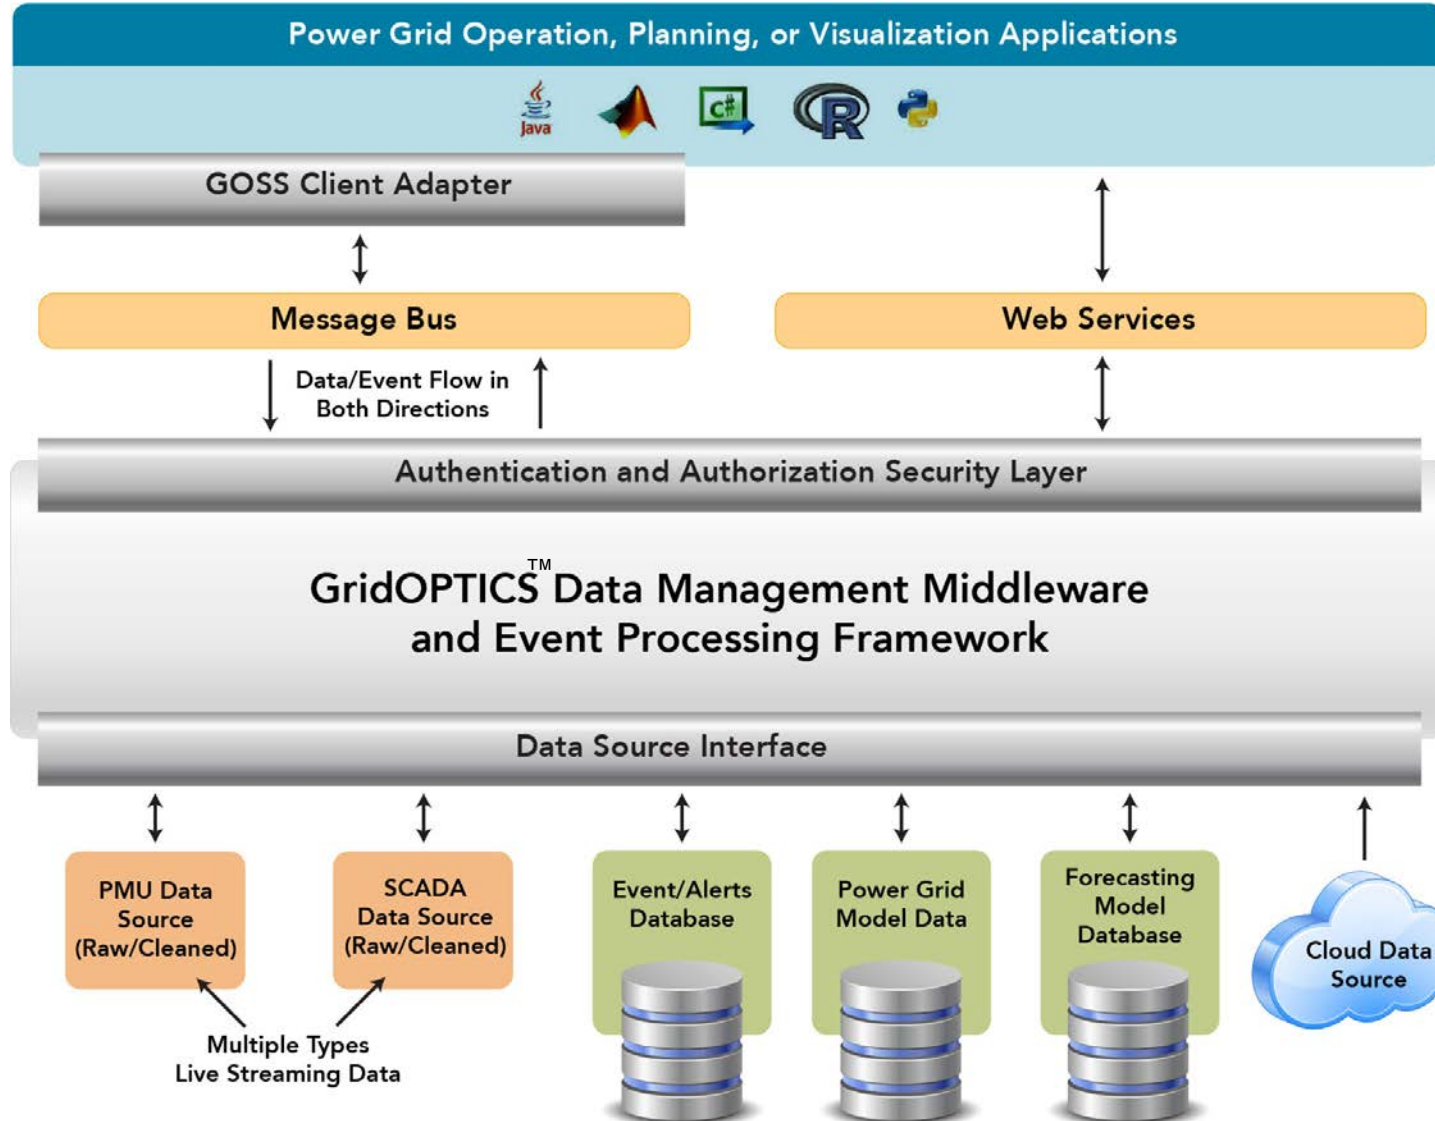 Power Grid Operation, Planning, or Visualization Applications
Java
C#
R
GOSS Client Adapter
Message Bus
Web Services
Data/Event Flow in
Both Directions
Authentication and Authorization Security Layer
GridOPTICS™ Data Management Middleware
and Event Processing Framework
Data Source Interface
PMU Data
Source
(Raw/Cleaned)
SCADA
Data Source
(Raw/Cleaned)
Event/Alerts
Database
Power Grid
Model Data
Forecasting
Model
Database
Cloud Data
Source
Multiple Types
Live Streaming Data